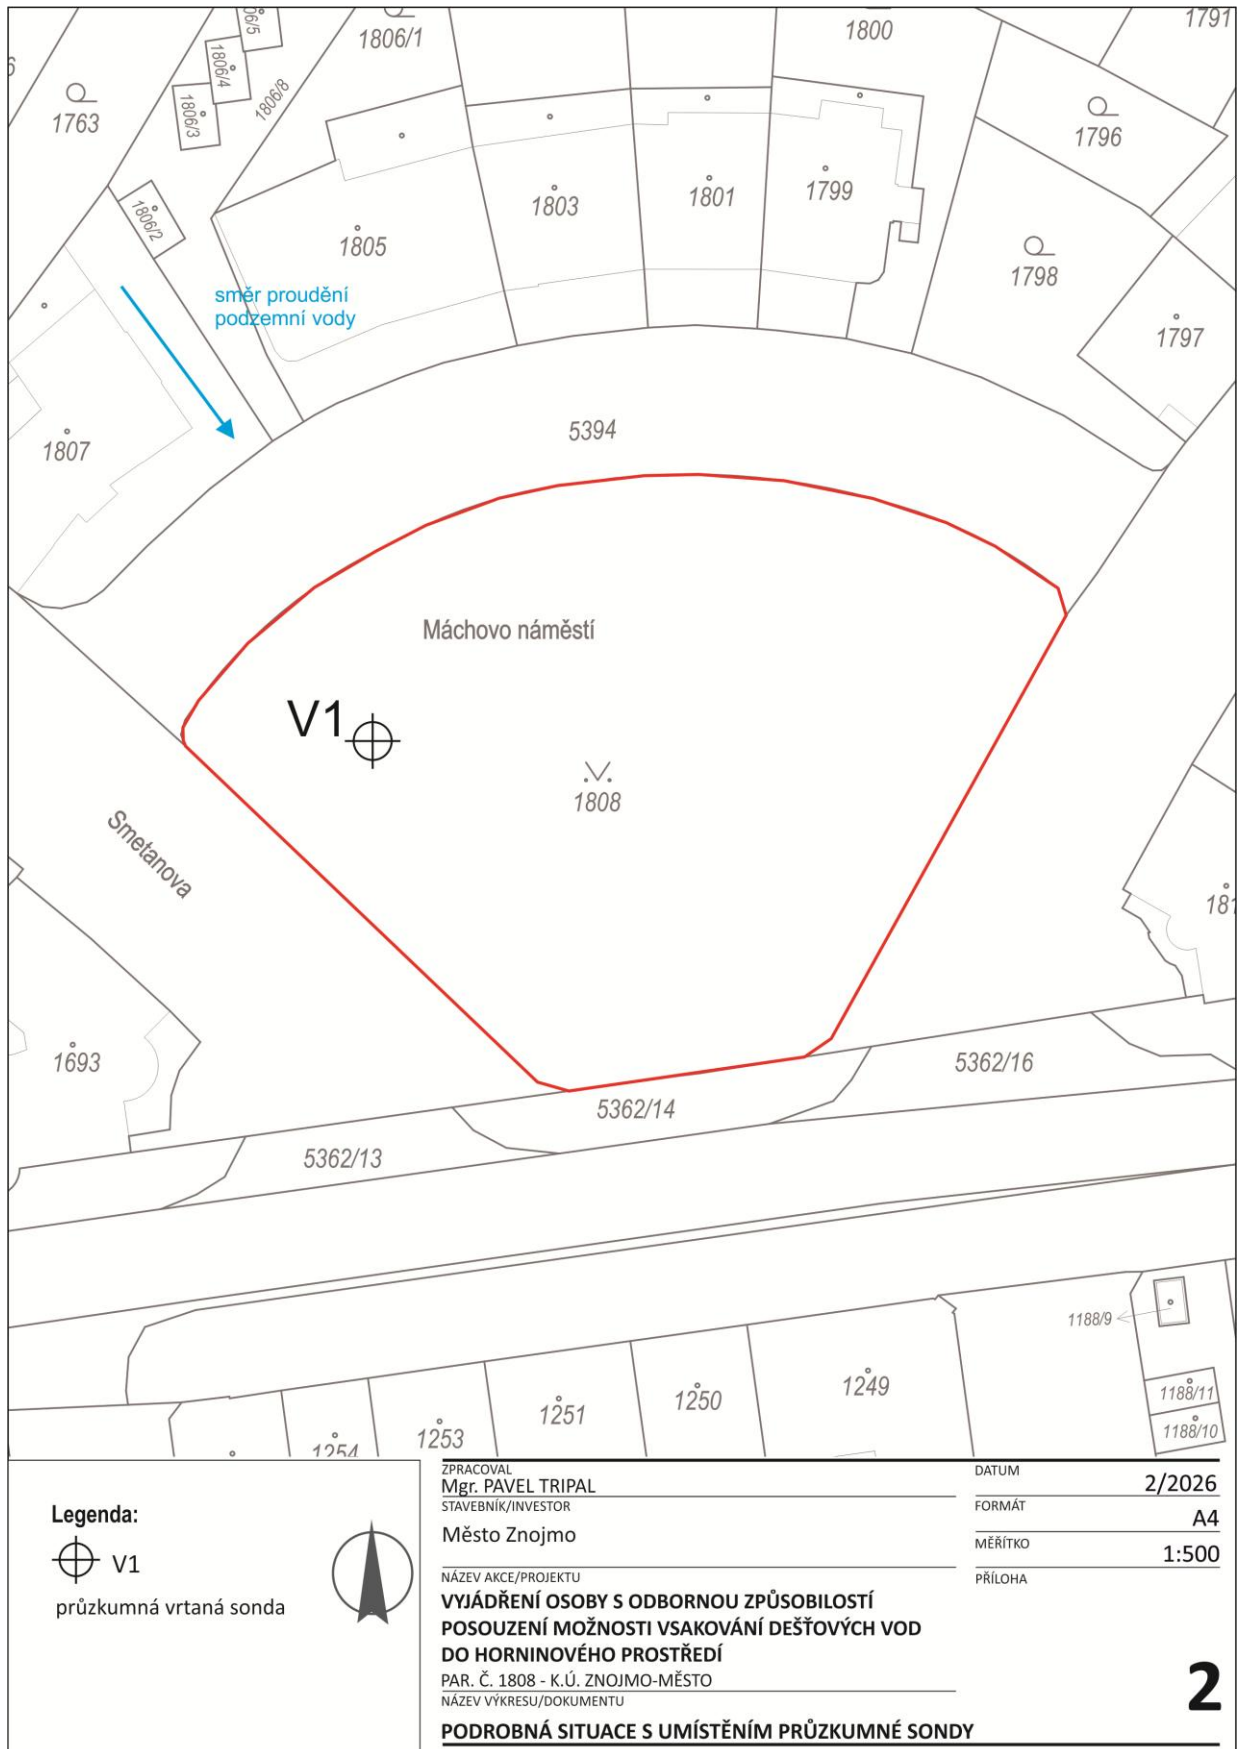 1806/5
1791
1806/1
1800
1806/4
1806/8
1806/3
1763
1796
1806/2
1803
1801
1799
1805
1798
směr proudění
podzemní vody
1797
1807
5394
Máchovo náměstí
V1
1808
Smetanova
181
1693
5362/16
5362/14
5362/13
1188/9
1249
1250
1251
1253
1254
1188/11
1188/10
Legenda:
V1
průzkumná vrtaná sonda
ZPRACOVAL
Mgr. PAVEL TRIPAL
STAVEBNÍK/INVESTOR
Město Znojmo
NÁZEV AKCE/PROJEKTU
VYJÁDŘENÍ OSOBY S ODBORNOU ZPŮSOBILOSTÍ
POSOUZENÍ MOŽNOSTI VSAKOVÁNÍ DEŠŤOVÝCH VOD
DO HORNINOVÉHO PROSTŘEDÍ
PAR. Č. 1808 - K.Ú. ZNOJMO-MĚSTO
NÁZEV VÝKRESU/DOKUMENTU
PODROBNÁ SITUACE S UMÍSTĚNÍM PRŮZKUMNÉ SONDY
DATUM
2/2026
FORMÁT
A4
MĚŘÍTKO
1:500
PŘÍLOHA
2